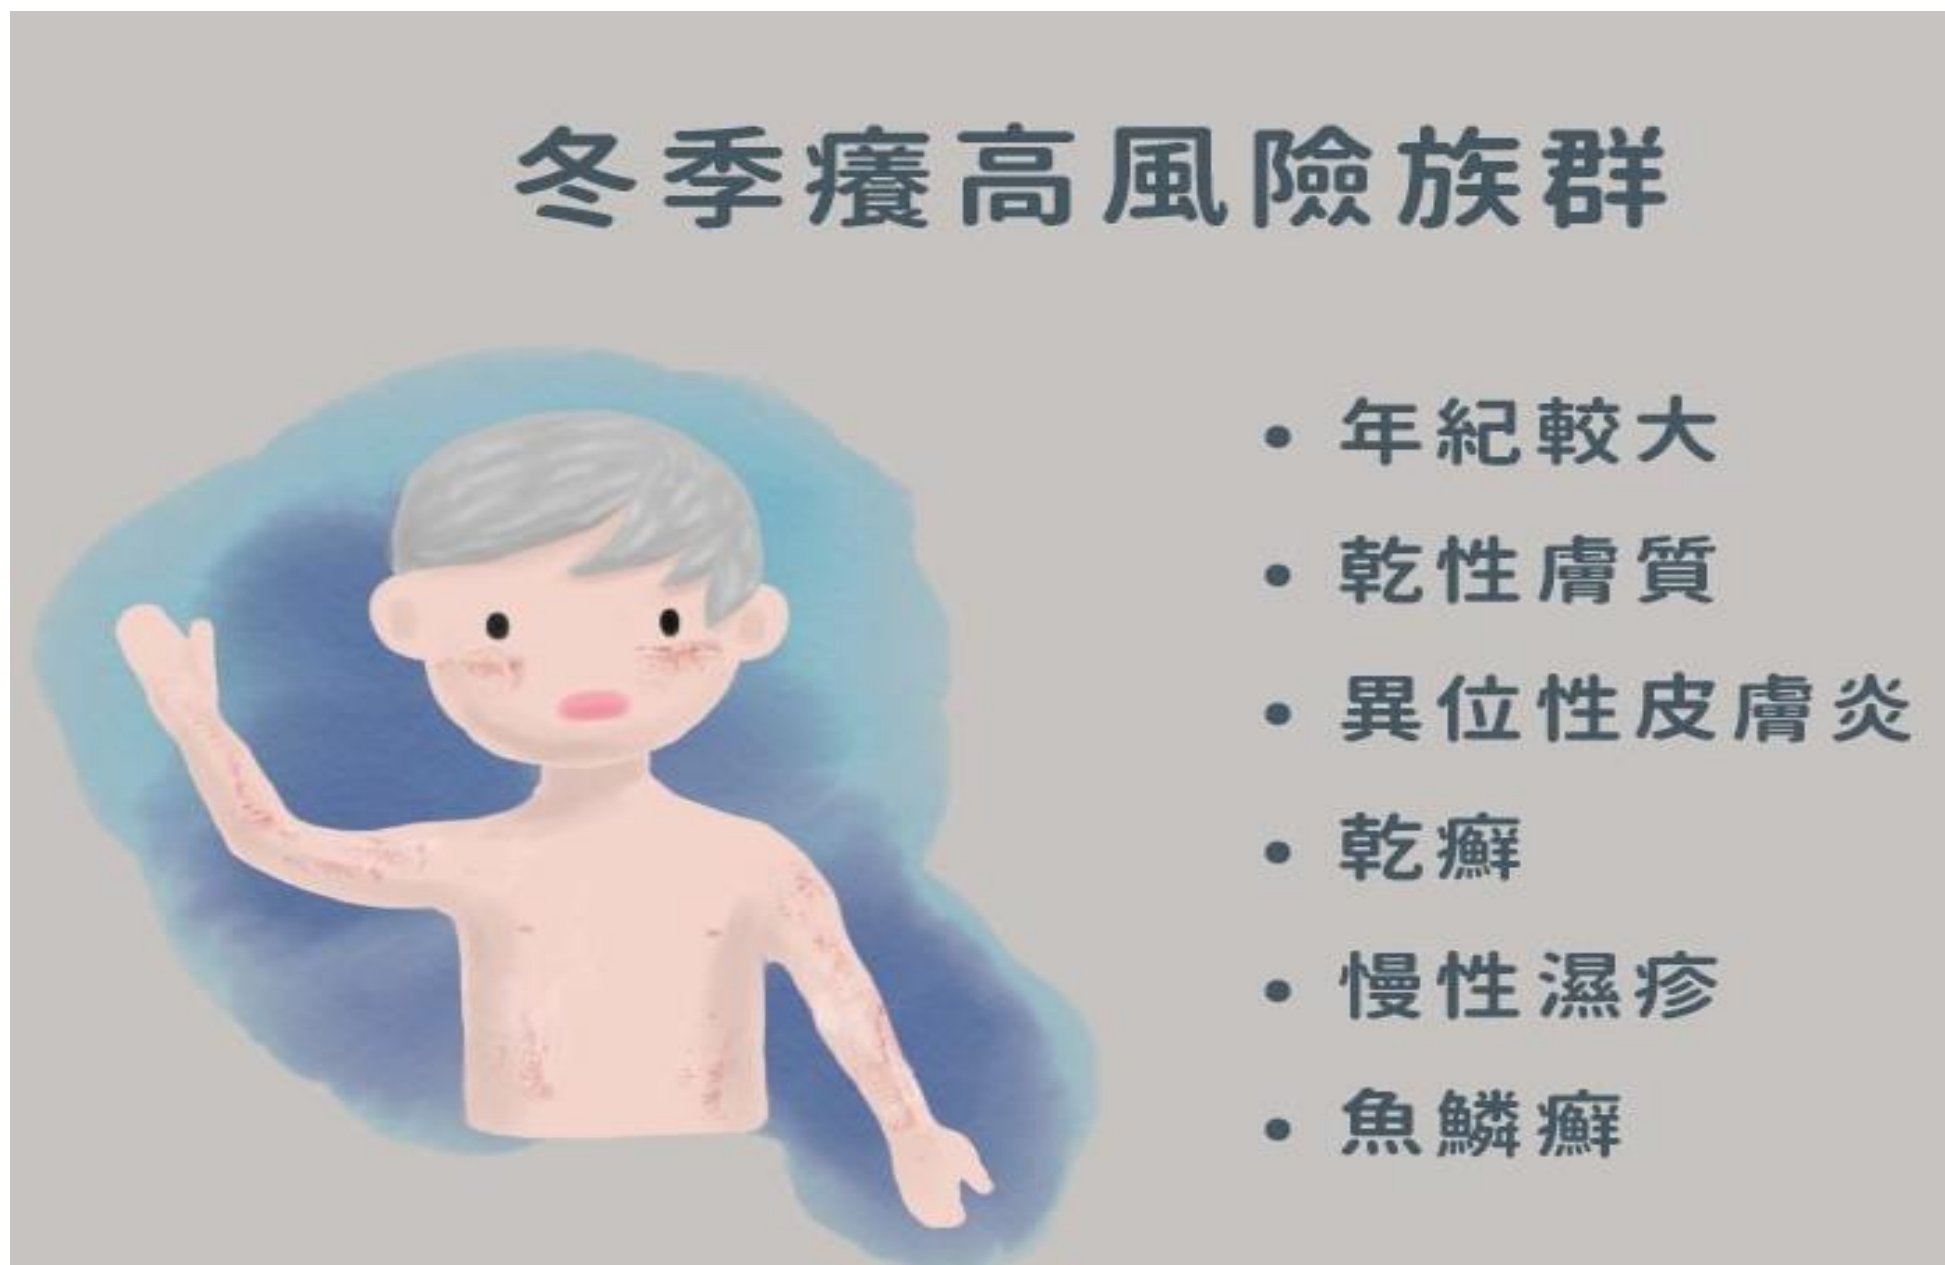 冬季癢高風險族群
• 年紀較大
• 乾性膚質
• 異位性皮膚炎
• 乾癬
• 慢性濕疹
• 魚鱗癬